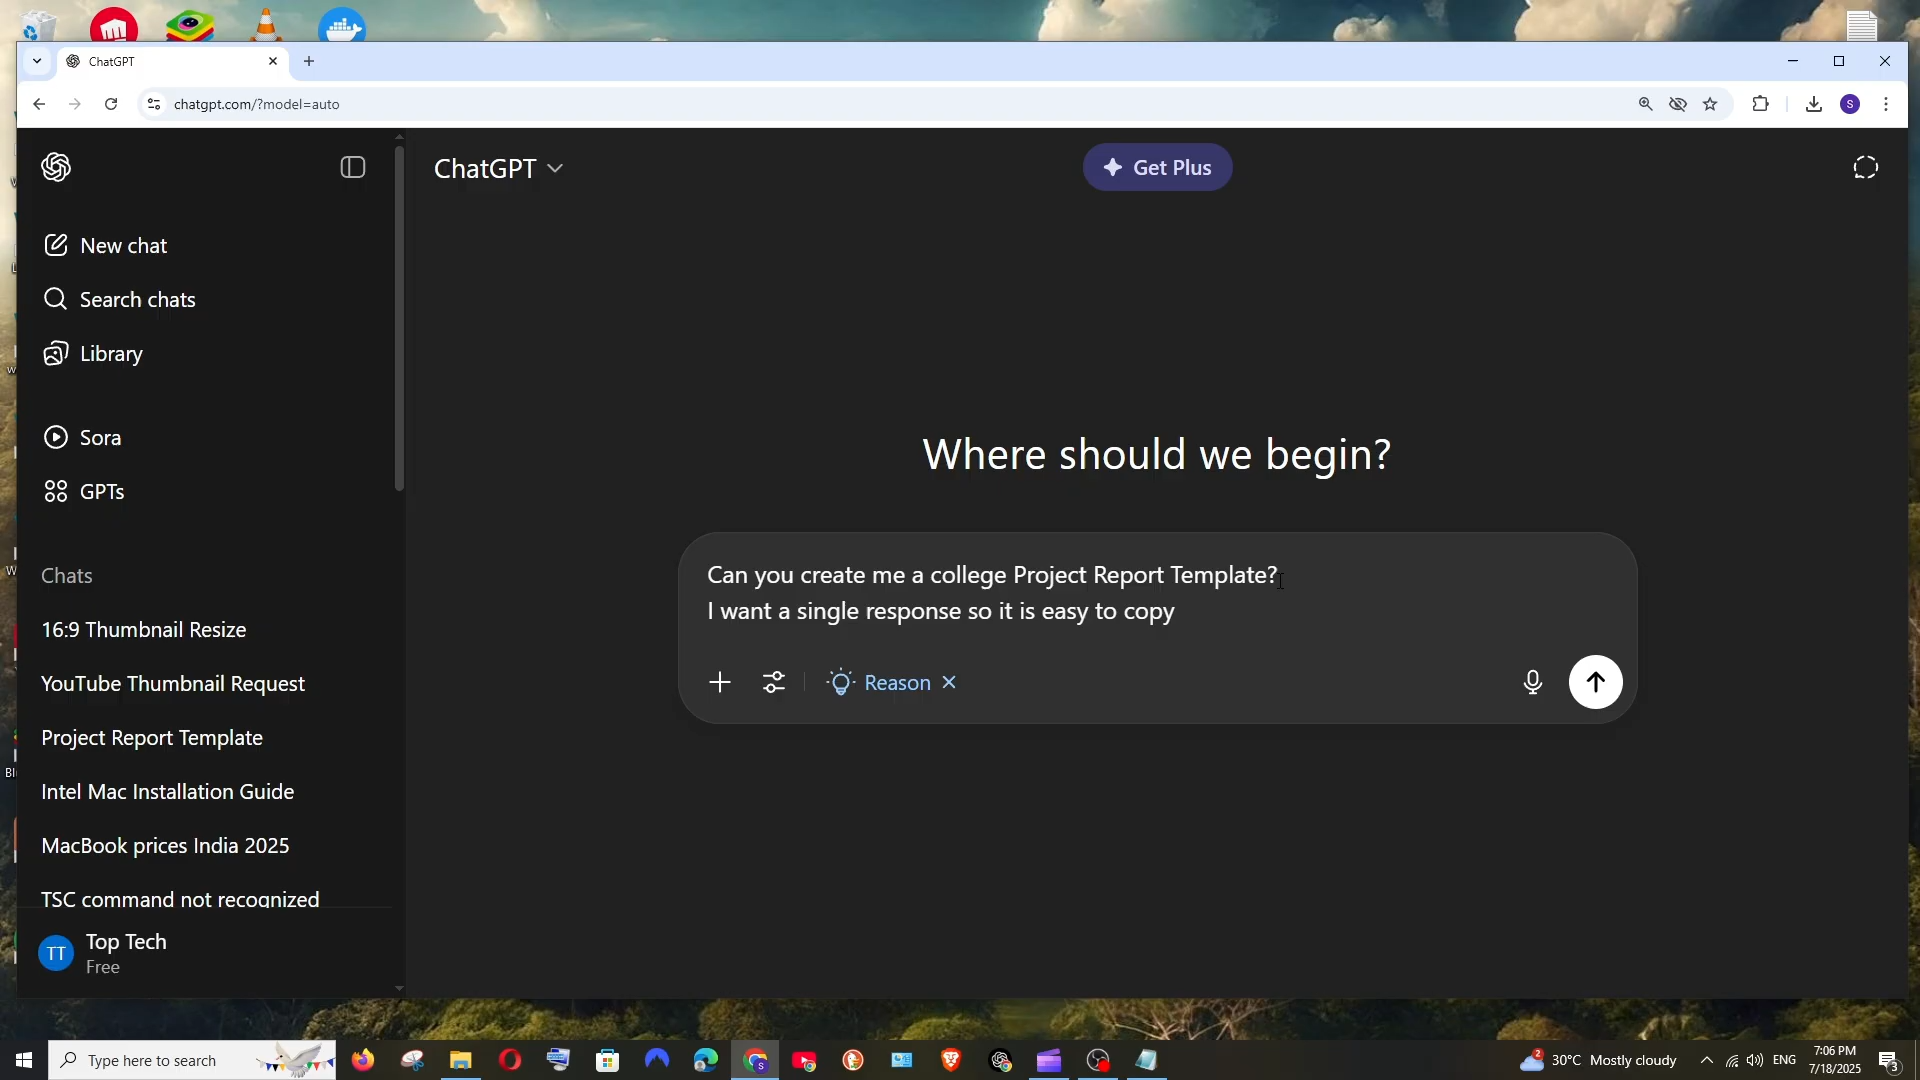 ChatGPT
chatgpt.com/?model=auto
S
ChatGPT
Get Plus
New chat
Search chats
Library
Sora
GPTs
Chats
16:9 Thumbnail Resize
YouTube Thumbnail Request
Project Report Template
Intel Mac Installation Guide
MacBook prices India 2025
TSC command not recognized
TT
Top Tech
Free
Where should we begin?
Can you create me a college Project Report Template?
I want a single response so it is easy to copy
Reason
Type here to search
2
30°C Mostly cloudy
ENG
7:06 PM
7/18/2025
3